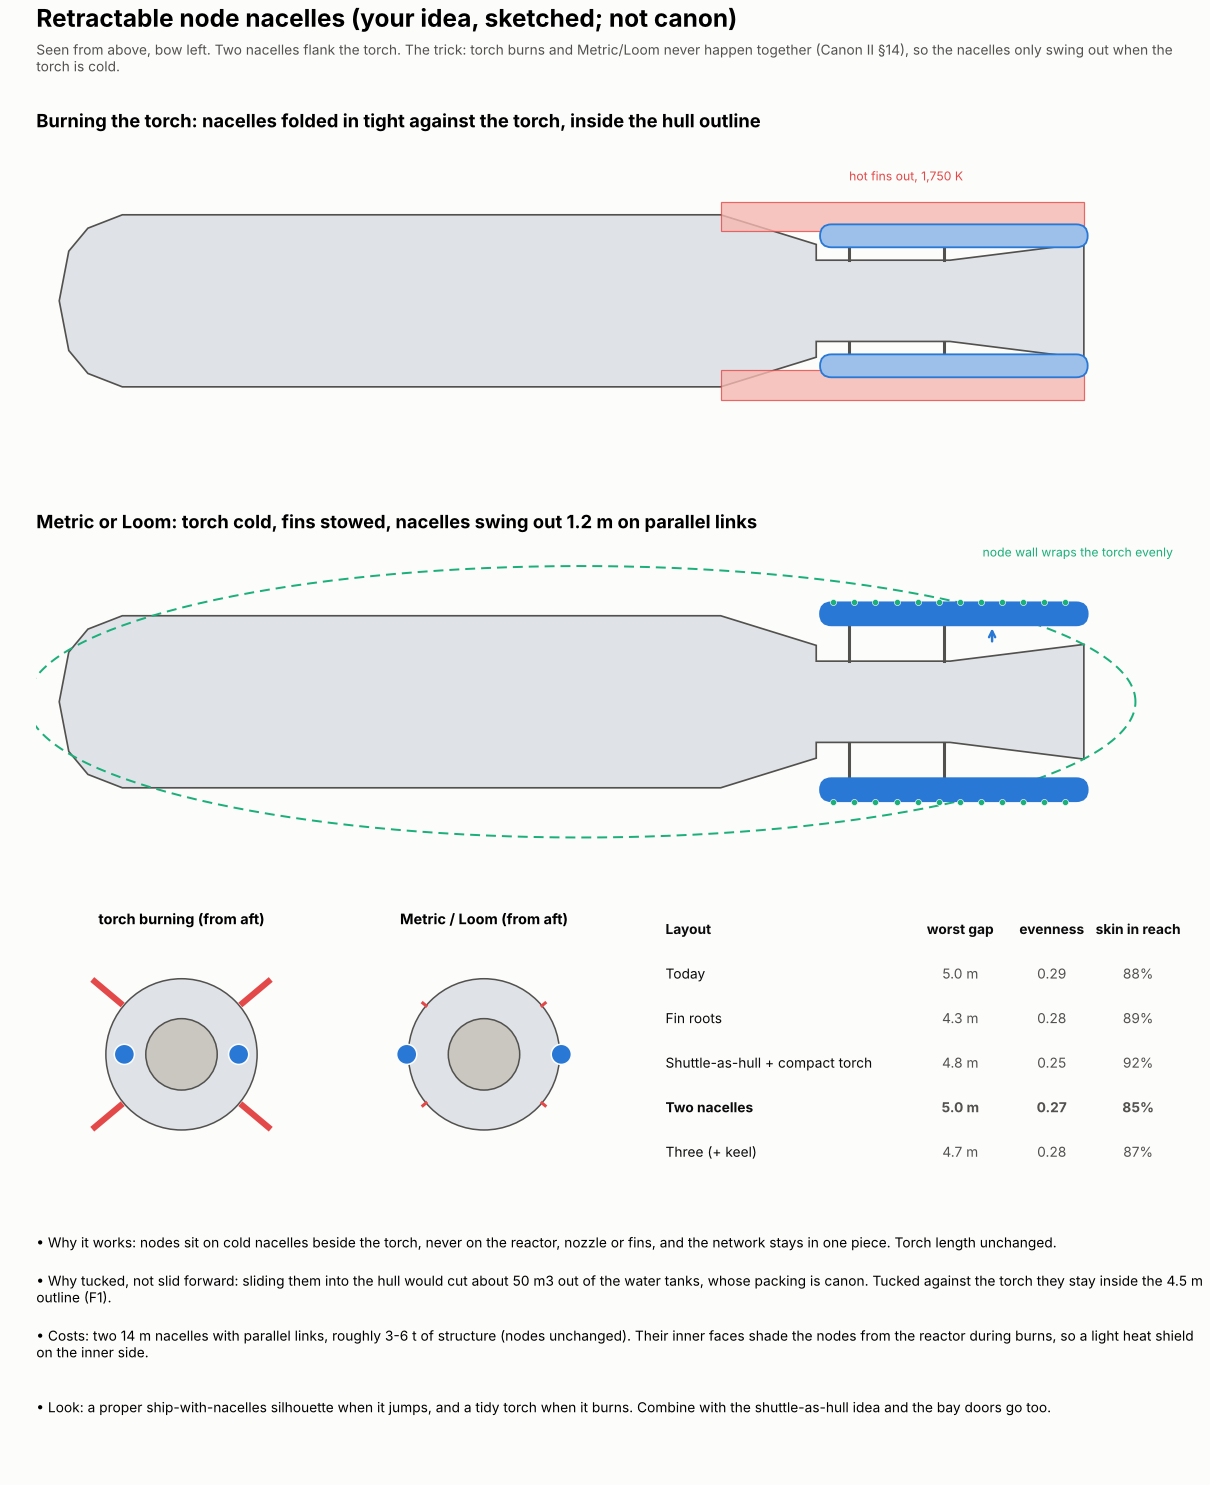 Retractable node nacelles (your idea, sketched; not canon)
Seen from above, bow left. Two nacelles flank the torch. The trick: torch burns and Metric/Loom never happen together (Canon II §14), so the nacelles only swing out when the
torch is cold.
Burning the torch: nacelles folded in tight against the torch, inside the hull outline
hot fins out, 1,750 K
Metric or Loom: torch cold, fins stowed, nacelles swing out 1.2 m on parallel links
node wall wraps the torch evenly
torch burning (from aft)
Metric / Loom (from aft)
Layout worst gap evenness skin in reach
Today 5.0 m 0.29 88%
Fin roots 4.3 m 0.28 89%
Shuttle-as-hull + compact torch 4.8 m 0.25 92%
Two nacelles 5.0 m 0.27 85%
Three (+ keel) 4.7 m 0.28 87%
• Why it works: nodes sit on cold nacelles beside the torch, never on the reactor, nozzle or fins, and the network stays in one piece. Torch length unchanged.
• Why tucked, not slid forward: sliding them into the hull would cut about 50 m3 out of the water tanks, whose packing is canon. Tucked against the torch they stay inside the 4.5 m
outline (F1).
• Costs: two 14 m nacelles with parallel links, roughly 3-6 t of structure (nodes unchanged). Their inner faces shade the nodes from the reactor during burns, so a light heat shield
on the inner side.
• Look: a proper ship-with-nacelles silhouette when it jumps, and a tidy torch when it burns. Combine with the shuttle-as-hull idea and the bay doors go too.